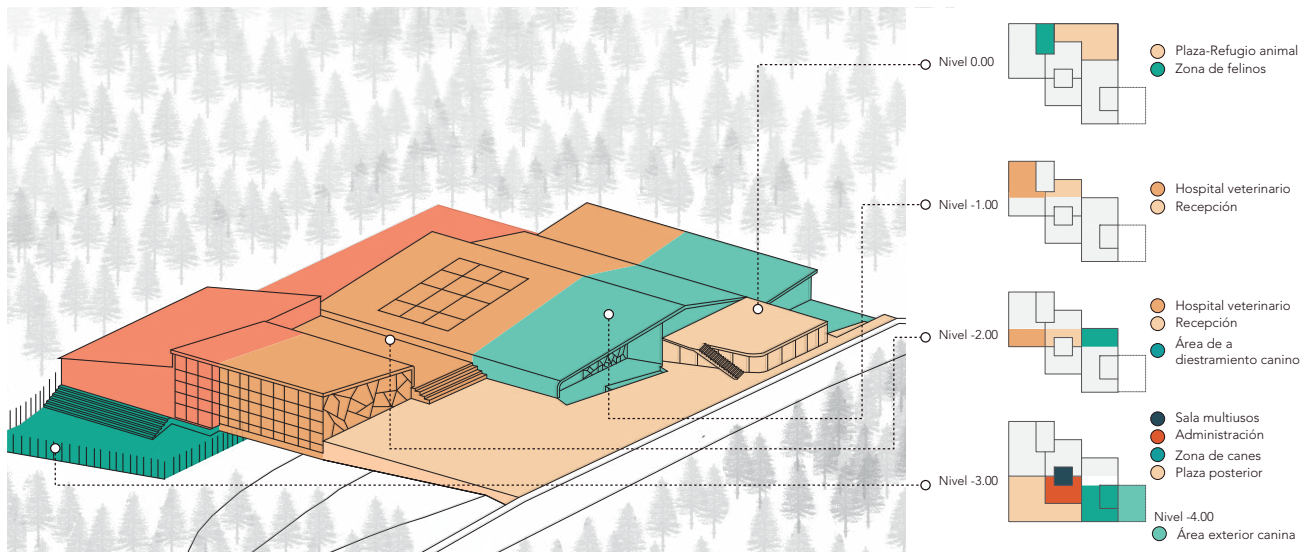 Nivel 0.00
Plaza-Refugio animal
Zona de felinos
Nivel -1.00
Hospital veterinario
Recepción
Nivel -2.00
Hospital veterinario
Recepción
Área de a
diestramiento canino
Nivel -3.00
Sala multiusos
Administración
Zona de canes
Plaza posterior
Nivel -4.00
Área exterior canina